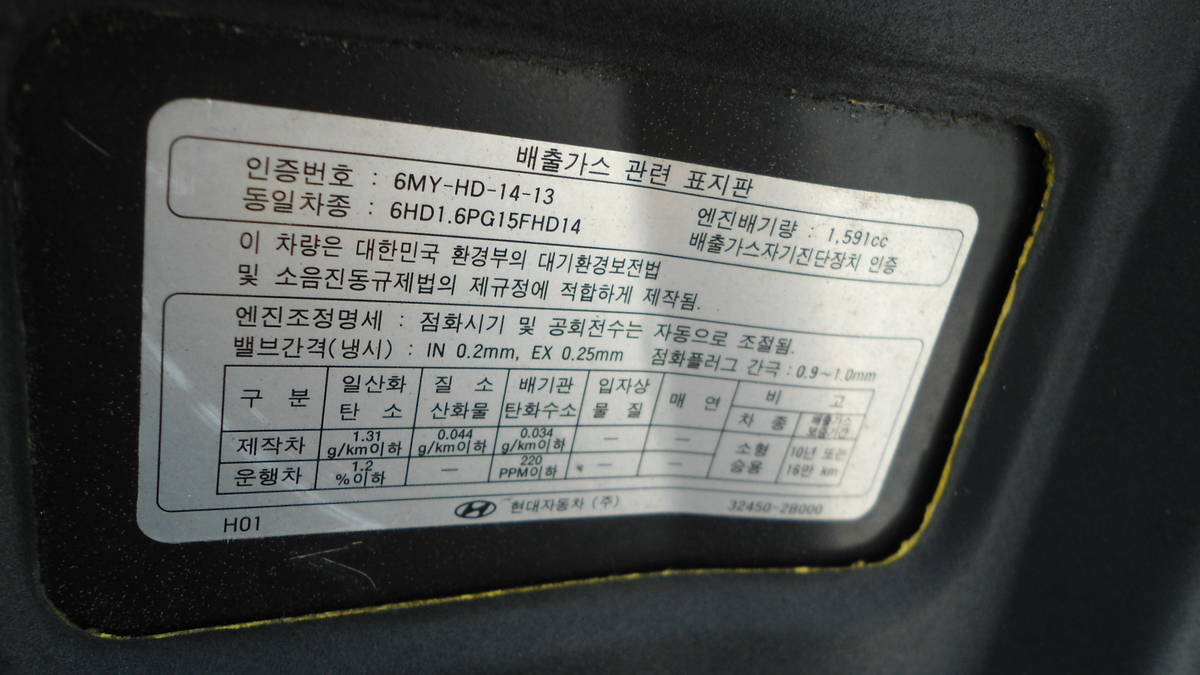 배출가스 관련 표지판
인증번호 : 6MY-HD-14-13
동일차종 : 6HD1.6PG15FHD14
엔진배기량 : 1,591cc
배출가스자기진단장치 인증
이 차량은 대한민국 환경부의 대기환경보전법
및 소음진동규제법의 제규정에 적합하게 제작됨.
엔진조정명세 : 점화시기 및 공회전수는 자동으로 조절됨.
밸브간격(냉시) : IN 0.2mm, EX 0.25mm 점화플러그 간극 : 0.9~1.0mm
구 분 일산화 탄 소 질 소 산화물 배기관 탄화수소 입자상 물 질 매 연 비 고
차 종 배출가스 보증기간
제작차 1.31 g/km이하 0.044 g/km이하 0.034 g/km이하 — — 소형 승용 10년 또는 16만 km
운행차 1.2 %이하 — 220 PPM이하 — —
H01 현대자동차 (주) 32450-2B000